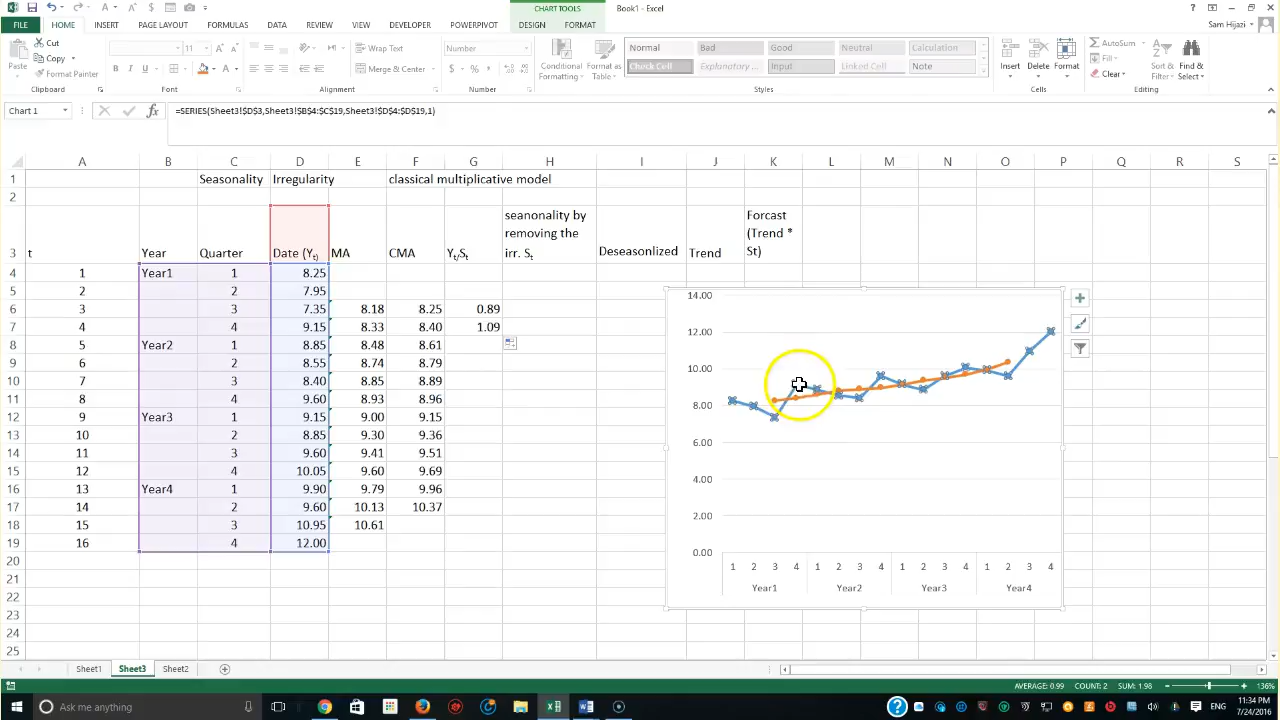 CHART TOOLS
Book1 - Excel
FILE HOME INSERT PAGE LAYOUT FORMULAS DATA REVIEW VIEW DEVELOPER POWERPIVOT DESIGN FORMAT Sam Hijazi
Cut
Copy
Format Painter
Paste
Clipboard
11
B I U
Font
Wrap Text
Merge & Center
Alignment
Number
Number
Conditional Formatting
Format as Table
Normal Bad Good Neutral Calculation
Check Cell Explanatory ... Input Linked Cell Note
Styles
Insert Delete Format
Cells
AutoSum
Fill
Clear
Sort & Filter
Find & Select
Editing
Chart 1 fx =SERIES(Sheet3!$D$3,Sheet3!$B$4:$C$19,Sheet3!$D$4:$D$19,1)
A B C D E F G H I J K L M N O P Q R S
1 Seasonality Irregularity classical multiplicative model
2
3 t Year Quarter Date (Yt) MA CMA Yt/St seanonality by removing the irr. St Deseasonlized Trend Forcast (Trend * St)
4 1 Year1 1 8.25
5 2 2 7.95
6 3 3 7.35 8.18 8.25 0.89
7 4 4 9.15 8.33 8.40 1.09
8 5 Year2 1 8.85 8.48 8.61
9 6 2 8.55 8.74 8.79
10 7 3 8.40 8.85 8.89
11 8 4 9.60 8.93 8.96
12 9 Year3 1 9.15 9.00 9.15
13 10 2 8.85 9.30 9.36
14 11 3 9.60 9.41 9.51
15 12 4 10.05 9.60 9.69
16 13 Year4 1 9.90 9.79 9.96
17 14 2 9.60 10.13 10.37
18 15 3 10.95 10.61
19 16 4 12.00
20
21
22
23
24
25
14.00
12.00
10.00
8.00
6.00
4.00
2.00
0.00
1 2 3 4 1 2 3 4 1 2 3 4 1 2 3 4
Year1 Year2 Year3 Year4
Sheet1 Sheet3 Sheet2
AVERAGE: 0.99 COUNT: 2 SUM: 1.98 136%
Ask me anything
11:34 PM
7/24/2016